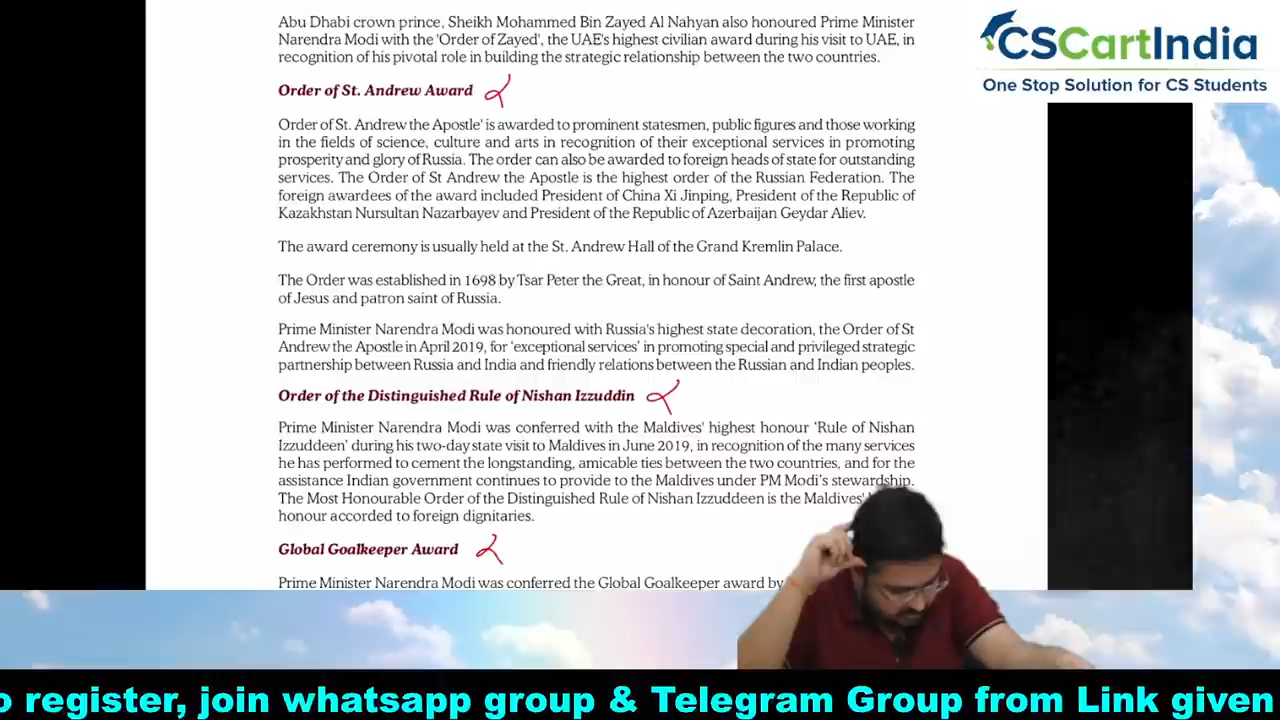 Abu Dhabi crown prince, Sheikh Mohammed Bin Zayed Al Nahyan also honoured Prime Minister
Narendra Modi with the 'Order of Zayed', the UAE's highest civilian award during his visit to UAE, in
recognition of his pivotal role in building the strategic relationship between the two countries.
CSCartIndia
One Stop Solution for CS Students
Order of St. Andrew Award
Order of St. Andrew the Apostle' is awarded to prominent statesmen, public figures and those working
in the fields of science, culture and arts in recognition of their exceptional services in promoting
prosperity and glory of Russia. The order can also be awarded to foreign heads of state for outstanding
services. The Order of St Andrew the Apostle is the highest order of the Russian Federation. The
foreign awardees of the award included President of China Xi Jinping, President of the Republic of
Kazakhstan Nursultan Nazarbayev and President of the Republic of Azerbaijan Geydar Aliev.
The award ceremony is usually held at the St. Andrew Hall of the Grand Kremlin Palace.
The Order was established in 1698 by Tsar Peter the Great, in honour of Saint Andrew, the first apostle
of Jesus and patron saint of Russia.
Prime Minister Narendra Modi was honoured with Russia's highest state decoration, the Order of St
Andrew the Apostle in April 2019, for 'exceptional services' in promoting special and privileged strategic
partnership between Russia and India and friendly relations between the Russian and Indian peoples.
Order of the Distinguished Rule of Nishan Izzuddin
Prime Minister Narendra Modi was conferred with the Maldives' highest honour 'Rule of Nishan
Izzuddeen' during his two-day state visit to Maldives in June 2019, in recognition of the many services
he has performed to cement the longstanding, amicable ties between the two countries, and for the
assistance Indian government continues to provide to the Maldives under PM Modi's stewardship.
The Most Honourable Order of the Distinguished Rule of Nishan Izzuddeen is the Maldives'
honour accorded to foreign dignitaries.
Global Goalkeeper Award
Prime Minister Narendra Modi was conferred the Global Goalkeeper award by
o register, join whatsapp group & Telegram Group from Link given